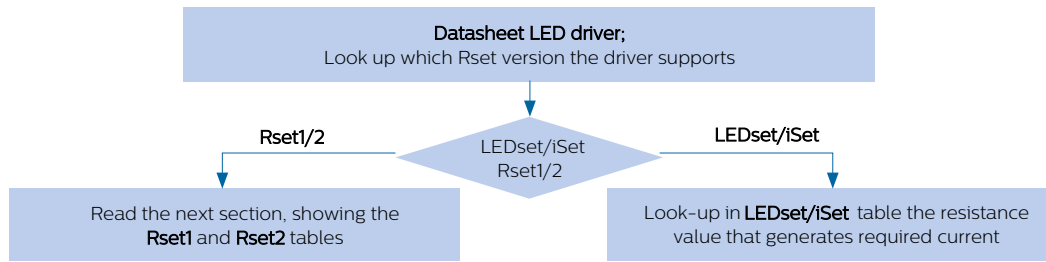 Datasheet LED driver;
Look up which Rset version the driver supports
Rset1/2
LEDset/iSet
LEDset/iSet
Rset1/2
Read the next section, showing the
Rset1 and Rset2 tables
Look-up in LEDset/iSet table the resistance
value that generates required current